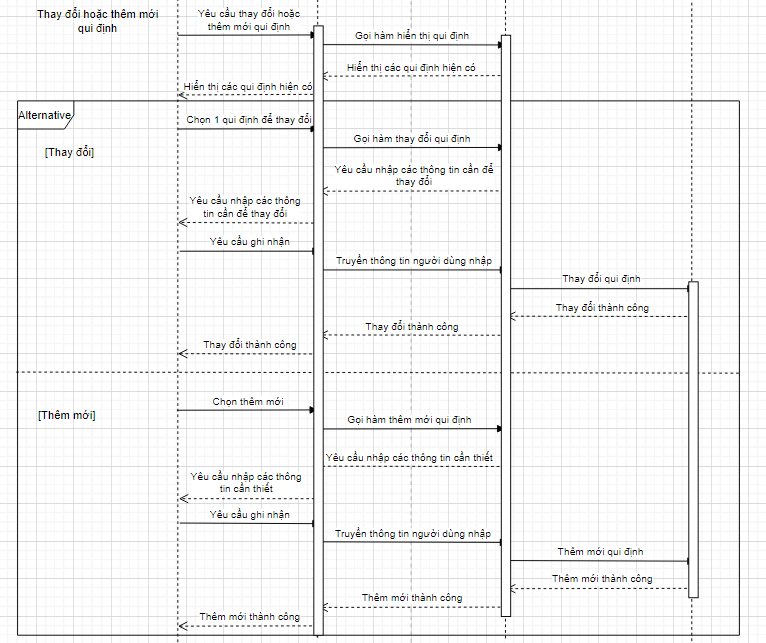 Thay đổi hoặc thêm mới
qui định
Yêu cầu thay đổi hoặc
thêm mới qui định
Gọi hàm hiển thị qui định
Hiển thị các qui định hiện có
Hiển thị các qui định hiện có
Alternative
Chọn 1 qui định để thay đổi
[Thay đổi]
Gọi hàm thay đổi qui định
Yêu cầu nhập các thông tin cần để
thay đổi
Yêu cầu nhập các thông
tin cần để thay đổi
Yêu cầu ghi nhận
Truyền thông tin người dùng nhập
Thay đổi qui định
Thay đổi thành công
Thay đổi thành công
Thay đổi thành công
[Thêm mới]
Chọn thêm mới
Gọi hàm thêm mới qui định
Yêu cầu nhập các thông tin cần thiết
Yêu cầu nhập các thông
tin cần thiết
Yêu cầu ghi nhận
Truyền thông tin người dùng nhập
Thêm mới qui định
Thêm mới thành công
Thêm mới thành công
Thêm mới thành công